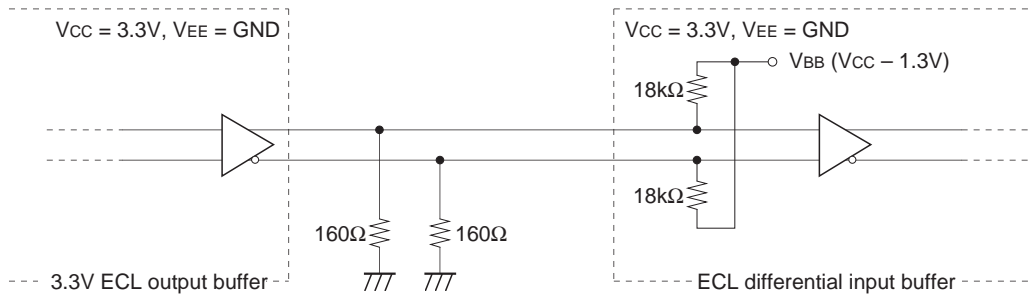 VCC = 3.3V, VEE = GND
VCC = 3.3V, VEE = GND
VBB (VCC – 1.3V)
18kΩ
18kΩ
160Ω
160Ω
3.3V ECL output buffer
ECL differential input buffer